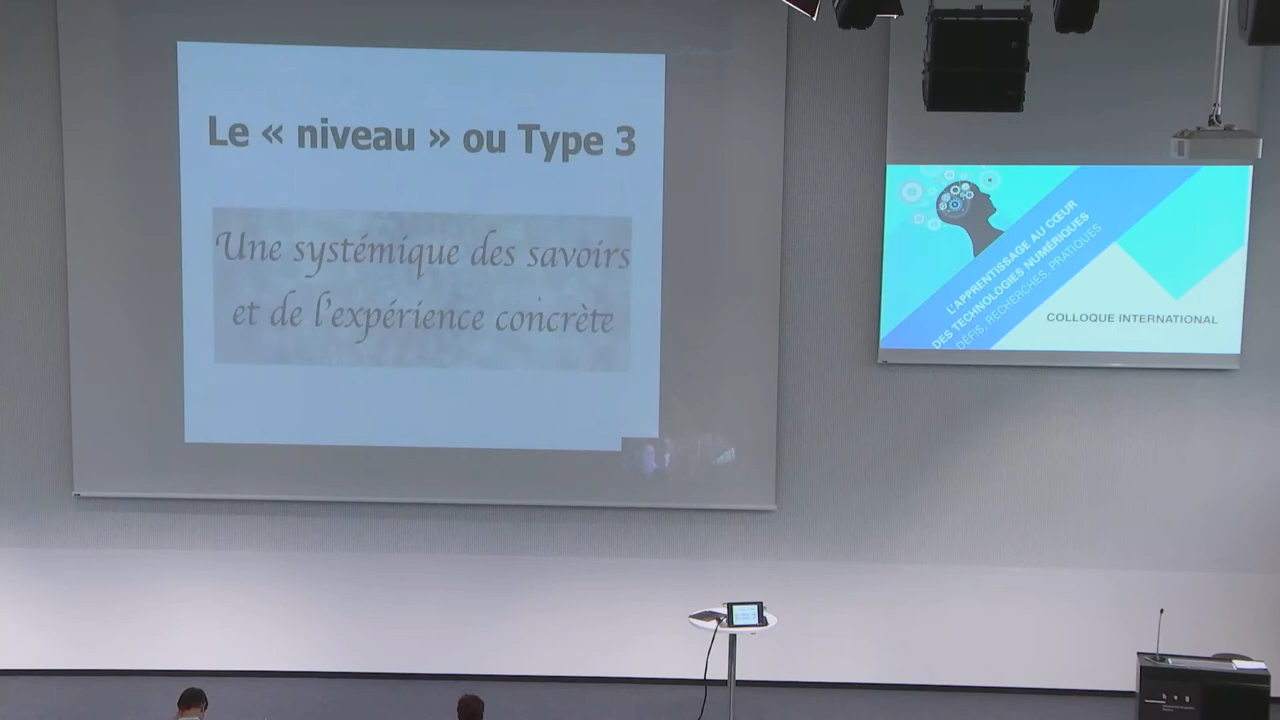 Le « niveau » ou Type 3
Une systémique des savoirs
et de l'expérience concrète
L'APPRENTISSAGE AU CŒUR
DES TECHNOLOGIES NUMÉRIQUES
DÉFIS, RECHERCHES, PRATIQUES
COLLOQUE INTERNATIONAL